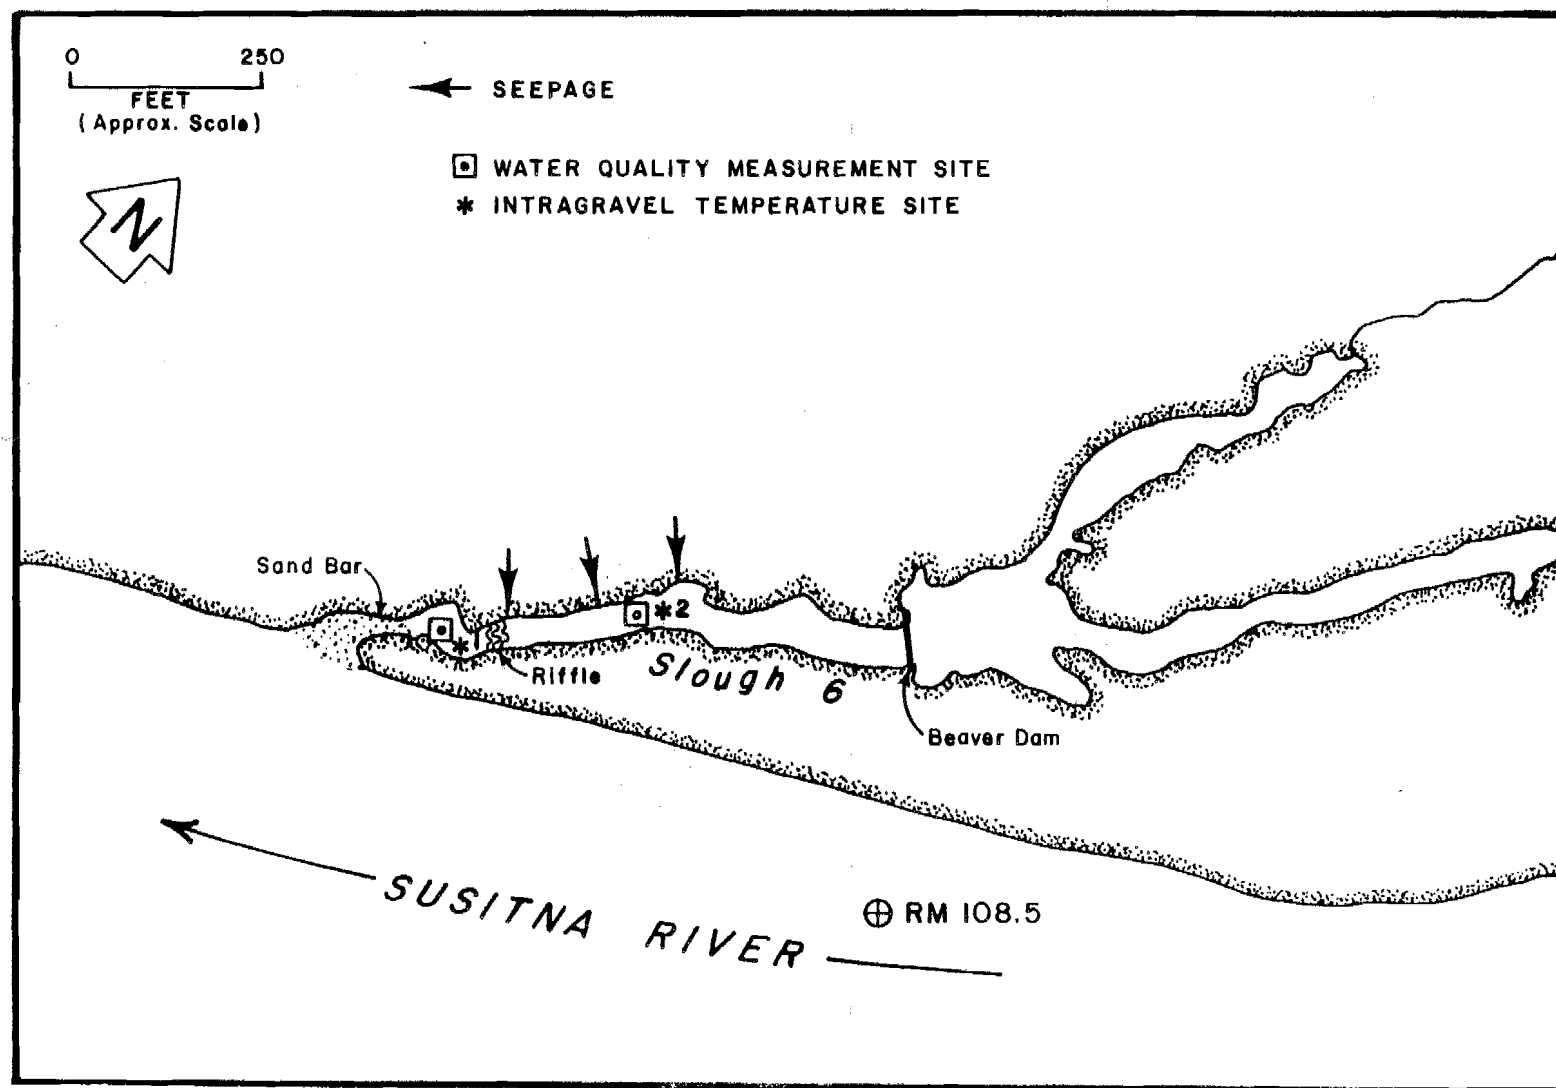 0 250
FEET
(Approx. Scale)
SEEPAGE
WATER QUALITY MEASUREMENT SITE
* INTRAGRAVEL TEMPERATURE SITE
N
Sand Bar
*2
*1
Riffle
Slough 6
Beaver Dam
SUSITNA RIVER
RM 108.5